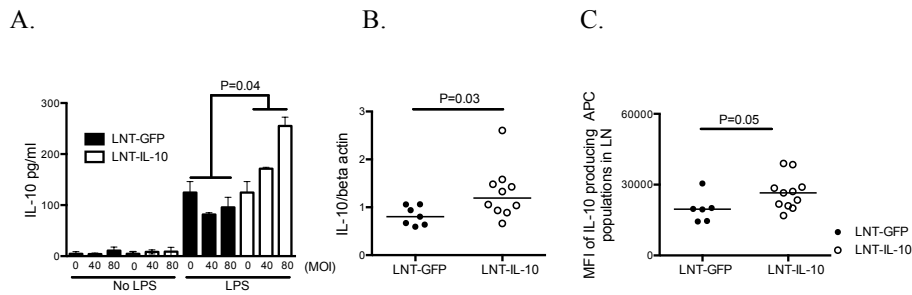 A.
B.
C.
P=0.04
300
200
100
0
IL-10 pg/ml
LNT-GFP
LNT-IL-10
0 40 80 0 40 80 0 40 80 0 40 80 (MOI)
No LPS
LPS
P=0.03
3
2
1
0
IL-10/beta actin
LNT-GFP
LNT-IL-10
P=0.05
60000
30000
0
MFI of IL-10 producing APC
populations in LN
LNT-GFP
LNT-IL-10
LNT-GFP
LNT-IL-10